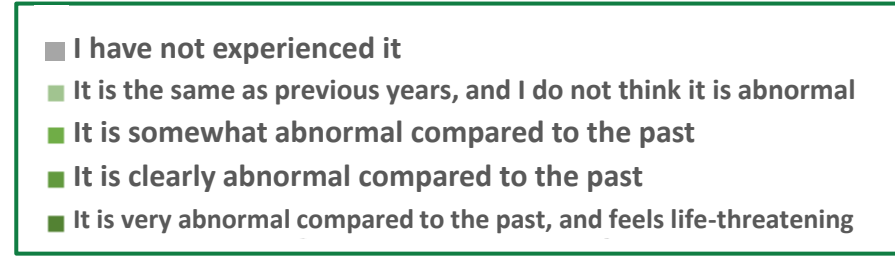 I have not experienced it
It is the same as previous years, and I do not think it is abnormal
It is somewhat abnormal compared to the past
It is clearly abnormal compared to the past
It is very abnormal compared to the past, and feels life-threatening